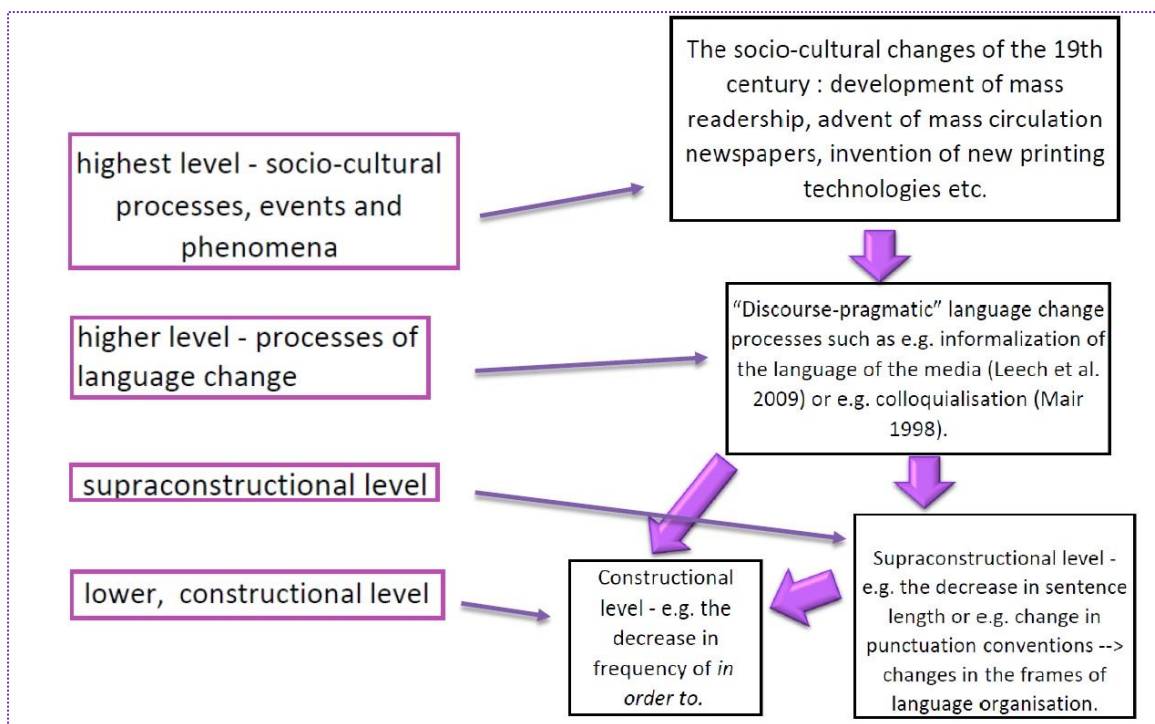 The socio-cultural changes of the 19th
century : development of mass
readership, advent of mass circulation
newspapers, invention of new printing
technologies etc.
highest level - socio-cultural
processes, events and
phenomena
“Discourse-pragmatic” language change
processes such as e.g. informalization of
the language of the media (Leech et al.
2009) or e.g. colloquialisation (Mair
1998).
higher level - processes of
language change
supraconstructional level
Supraconstructional level -
e.g. the decrease in sentence
length or e.g. change in
punctuation conventions -->
changes in the frames of
language organisation.
lower, constructional level
Constructional
level - e.g. the
decrease in
frequency of in
order to.